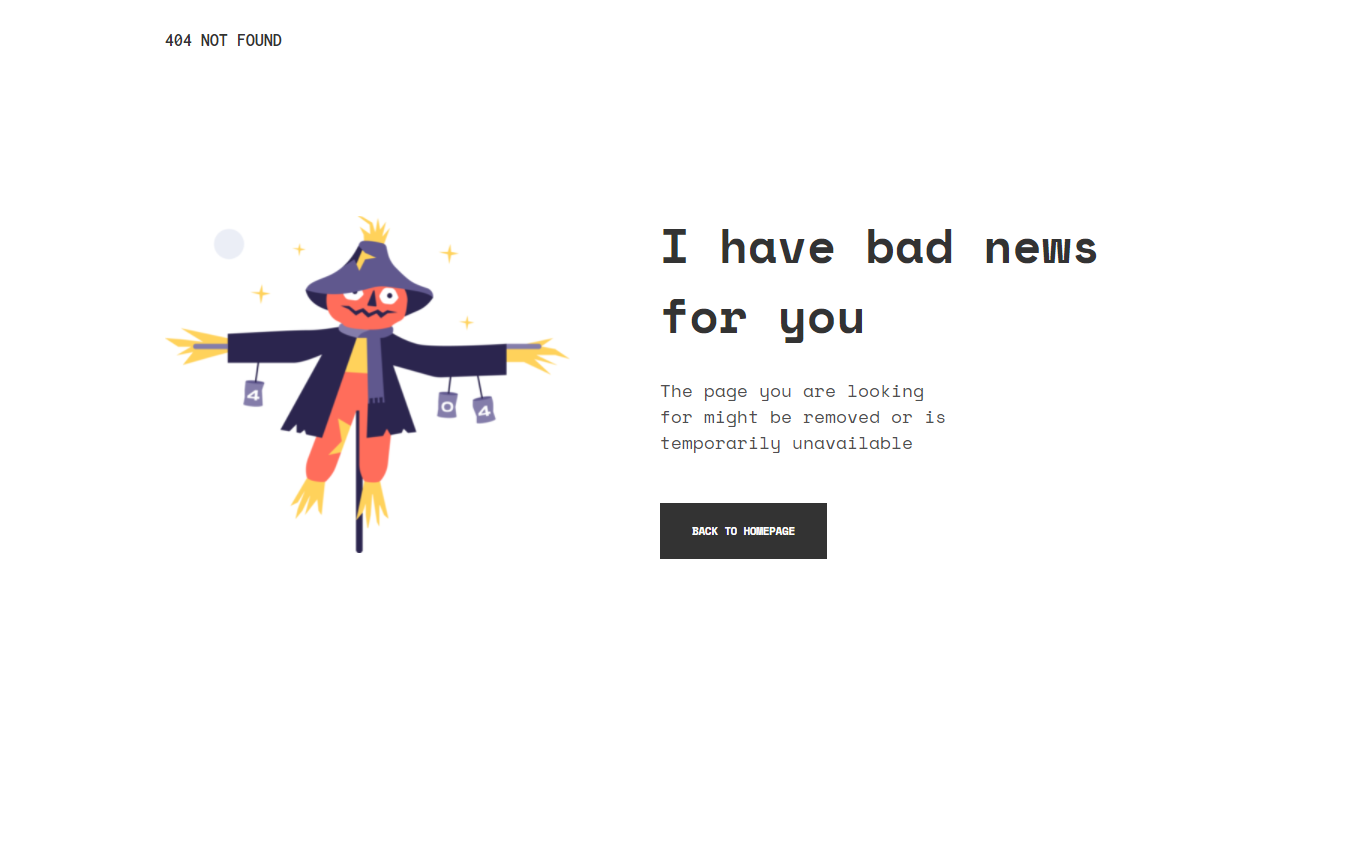 404 NOT FOUND
I have bad news
for you
The page you are looking
for might be removed or is
temporarily unavailable
BACK TO HOMEPAGE
4
0
4